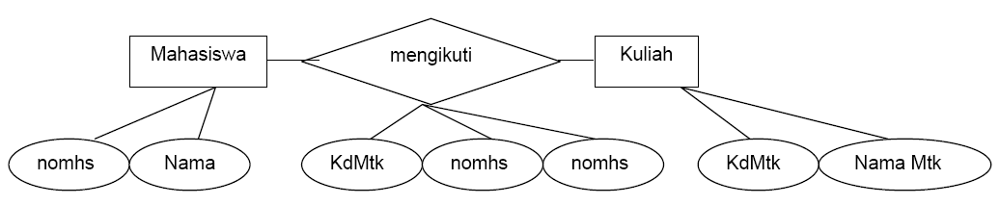 Mahasiswa
mengikuti
Kuliah
nomhs
Nama
KdMtk
nomhs
nomhs
KdMtk
Nama Mtk